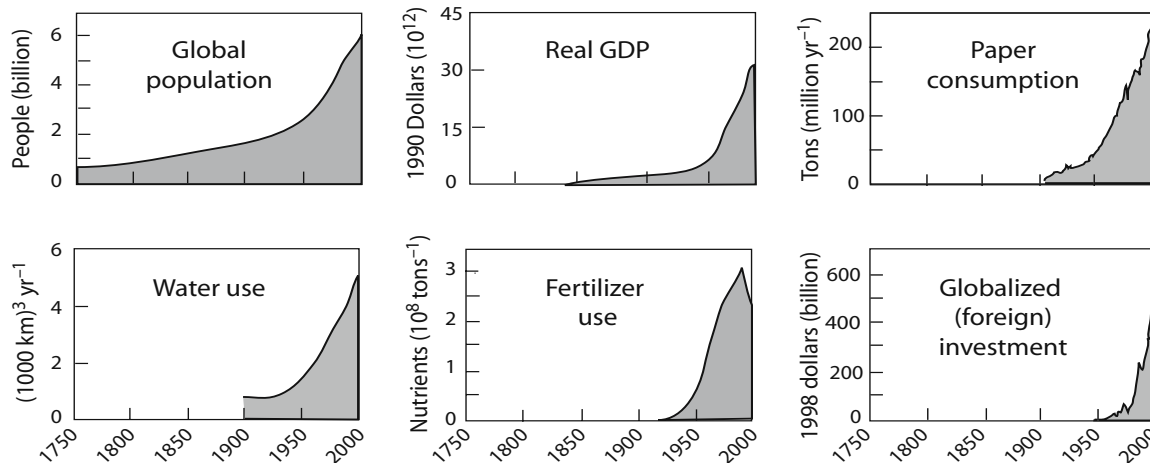 People (billion)
6
4
2
0
Global
population
1990 Dollars (10¹²)
45
30
15
0
Real GDP
Tons (million yr⁻¹)
200
100
0
Paper
consumption
(1000 km)³ yr⁻¹
6
4
2
0
Water use
1750
1800
1850
1900
1950
2000
Nutrients (10⁸ tons⁻¹)
3
2
1
0
Fertilizer
use
1750
1800
1850
1900
1950
2000
1998 dollars (billion)
600
400
200
0
Globalized
(foreign)
investment
1750
1800
1850
1900
1950
2000